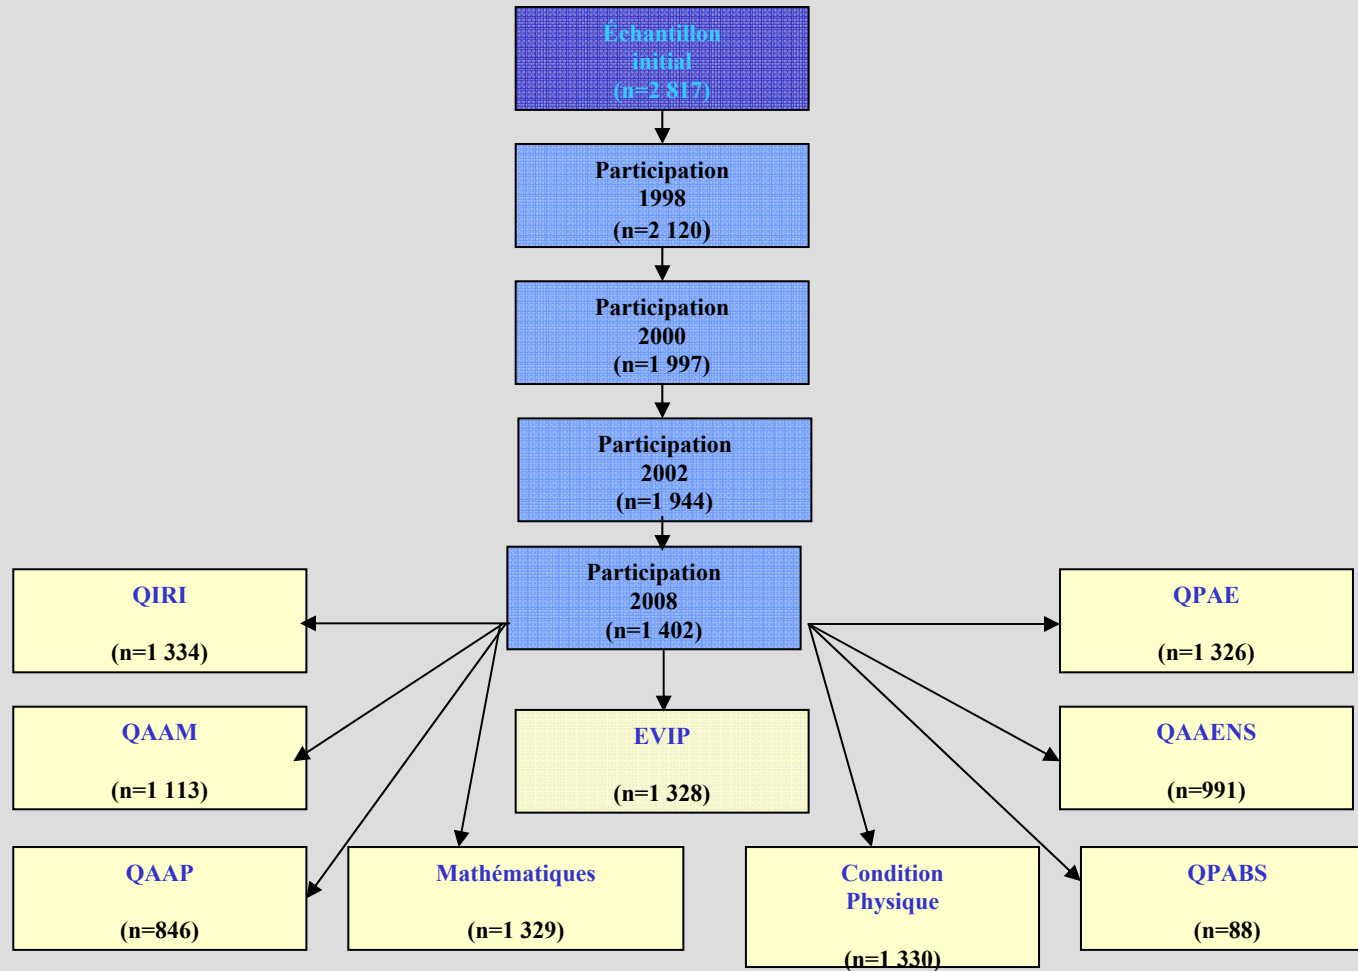 Échantillon
initial
(n=2 817)
Participation
1998
(n=2 120)
Participation
2000
(n=1 997)
Participation
2002
(n=1 944)
Participation
2008
(n=1 402)
QIRI
(n=1 334)
QPAE
(n=1 326)
QAAM
(n=1 113)
EVIP
(n=1 328)
QAAENS
(n=991)
QAAP
(n=846)
Mathématiques
(n=1 329)
Condition
Physique
(n=1 330)
QPABS
(n=88)